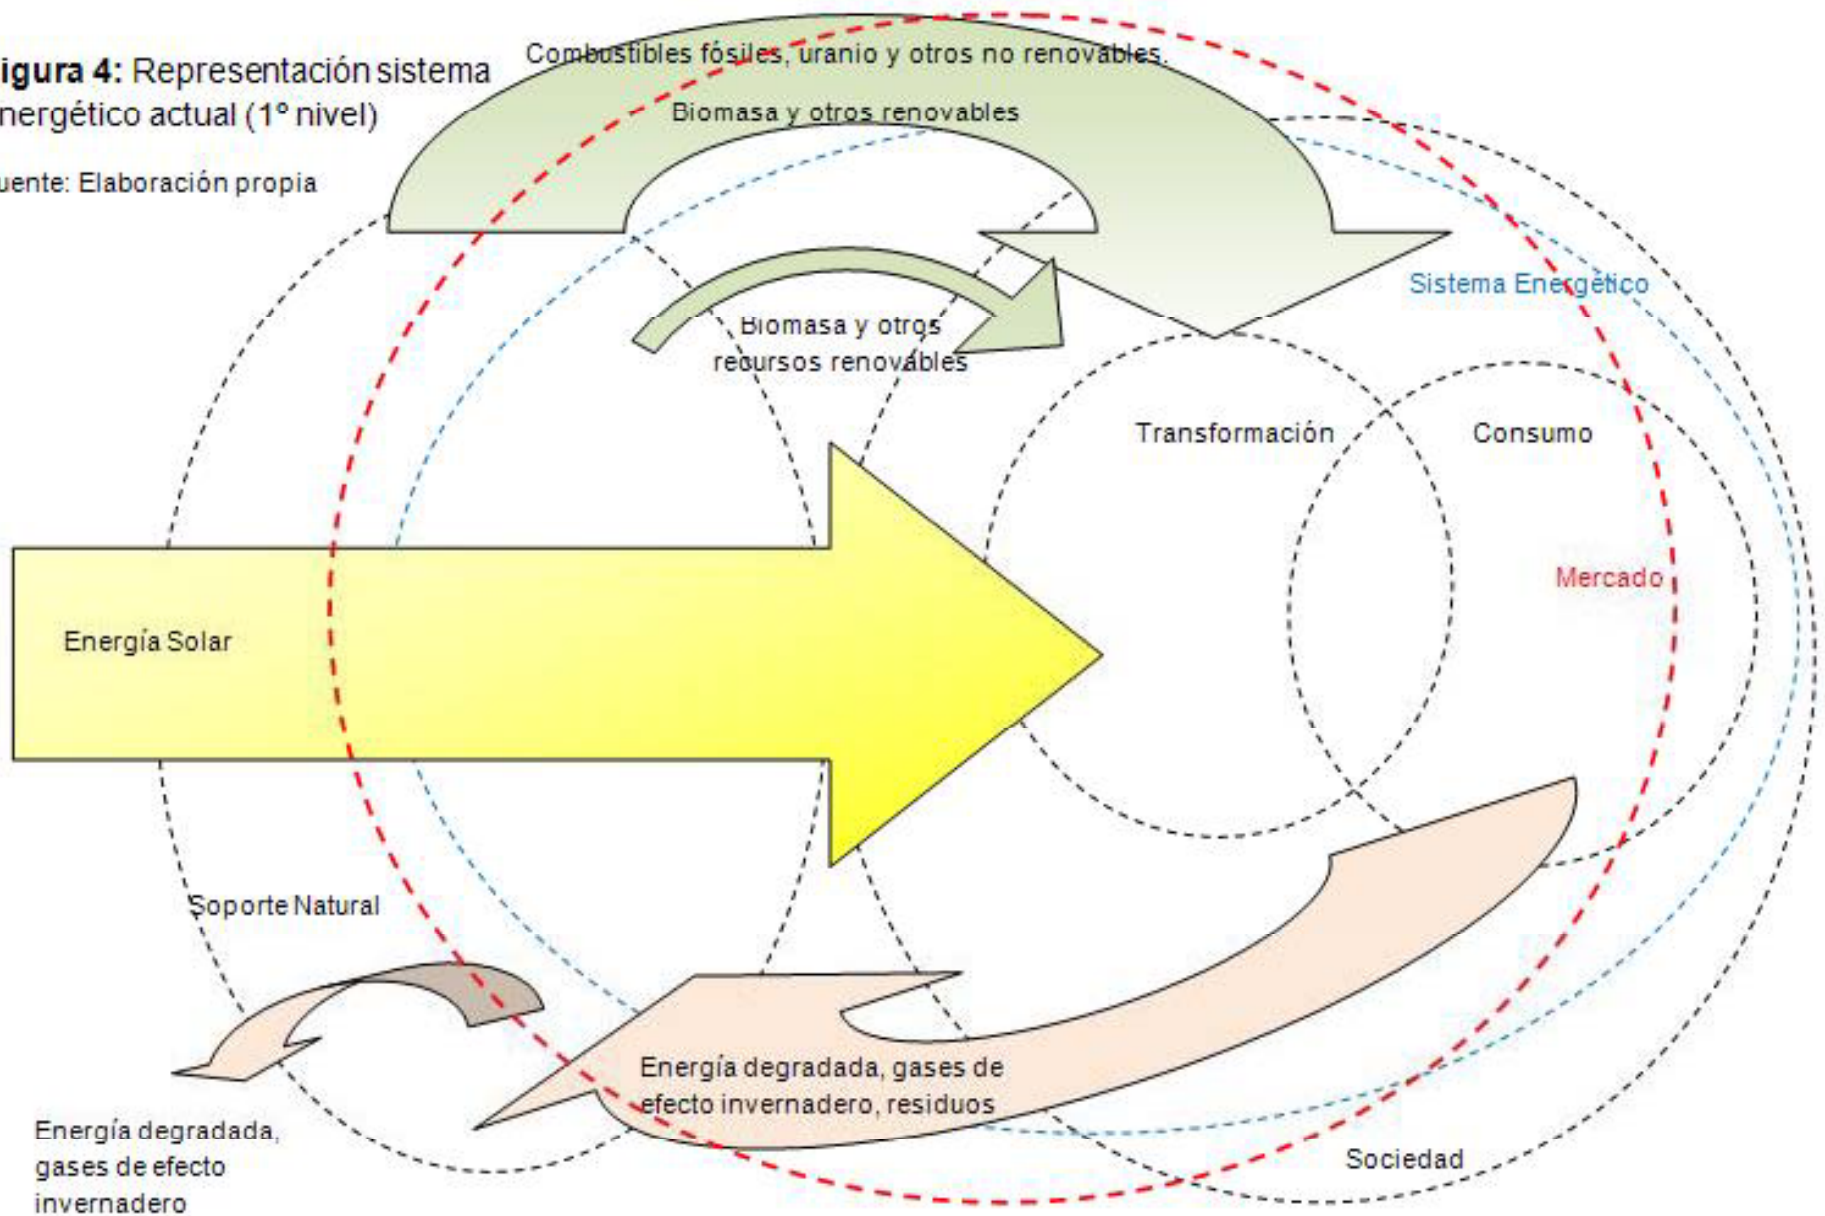 igura 4: Representación sistema
nergético actual (1º nivel)
uente: Elaboración propia
Combustibles fósiles, uranio y otros no renovables.
Biomasa y otros renovables
Sistema Energético
Biomasa y otros
recursos renovables
Transformación
Consumo
Mercado
Energía Solar
Soporte Natural
Energía degradada, gases de
efecto invernadero, residuos
Energía degradada,
gases de efecto
invernadero
Sociedad